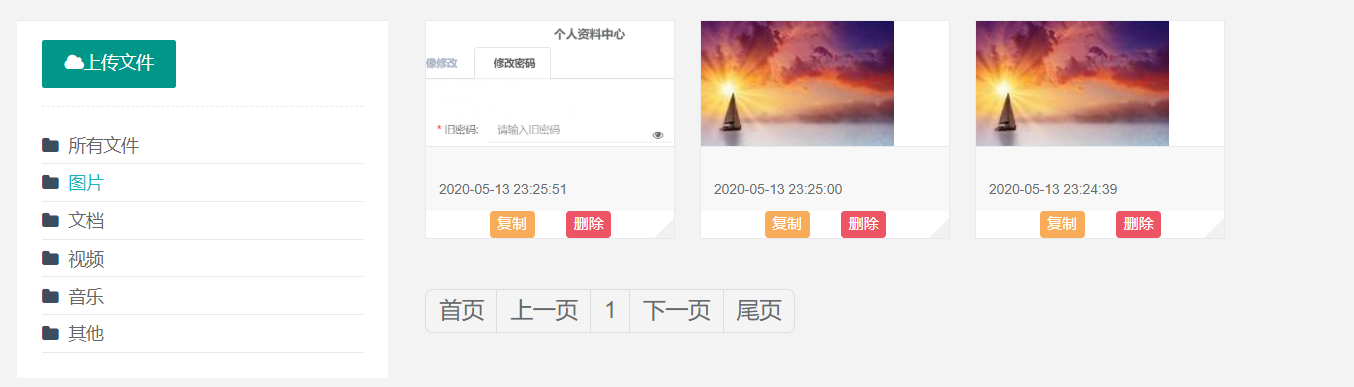 上传文件
所有文件
图片
文档
视频
音乐
其他
个人资料中心
像修改 修改密码
* 旧密码: 请输入旧密码
2020-05-13 23:25:51
复制 删除
2020-05-13 23:25:00
复制 删除
2020-05-13 23:24:39
复制 删除
首页 上一页 1 下一页 尾页